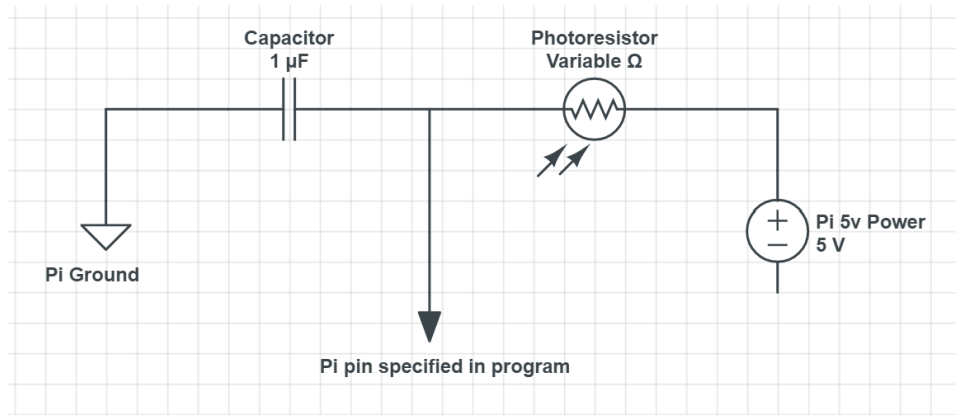 Capacitor
1 µF
Photoresistor
Variable Ω
Pi 5v Power
5 V
Pi Ground
Pi pin specified in program